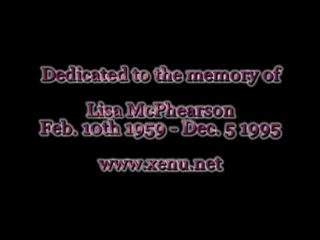 Dedicated to the memory of
Lisa McPhearson
Feb. 10th 1959 - Dec. 5 1995
www.xenu.net